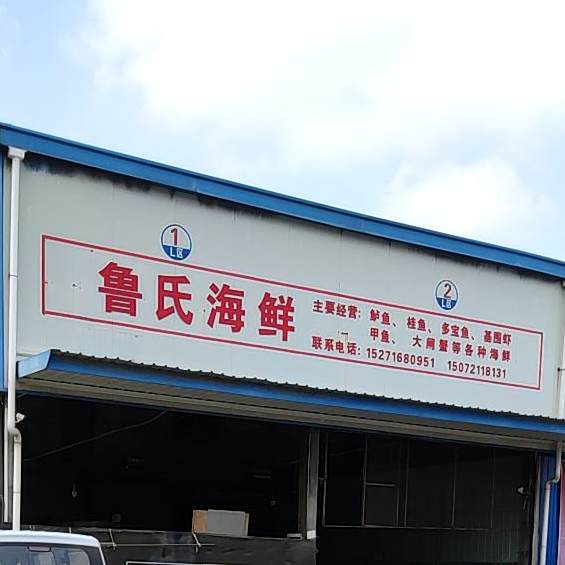 1
L区
2
L区
鲁氏海鲜
主要经营：鲈鱼、桂鱼、多宝鱼、基围虾
甲鱼、大闸蟹等各种海鲜
联系电话：15271680951 15072118131